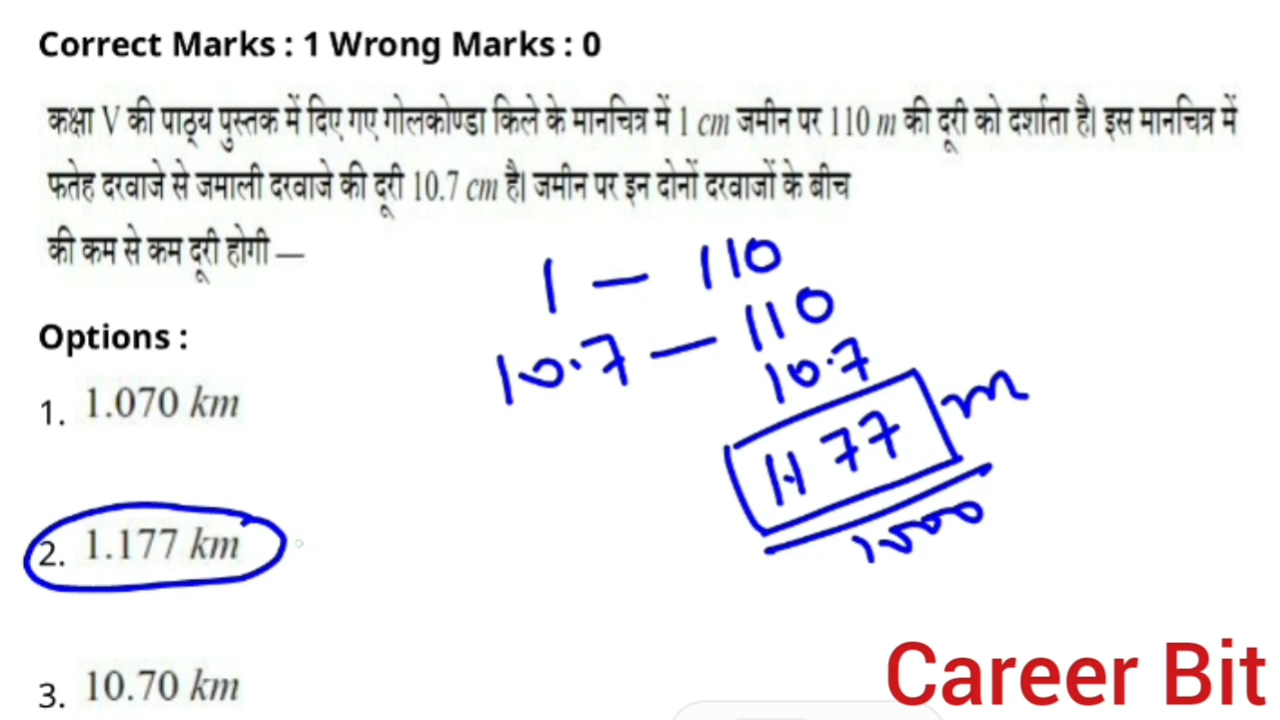 Correct Marks : 1 Wrong Marks : 0
कक्षा V की पाठ्य पुस्तक में दिए गए गोलकोण्डा किले के मानचित्र में 1 cm जमीन पर 110 m की दूरी को दर्शाता है। इस मानचित्र में
फतेह दरवाजे से जमाली दरवाजे की दूरी 10.7 cm है। जमीन पर इन दोनों दरवाजों के बीच
की कम से कम दूरी होगी —
1 — 110
10.7 — 110
10.7
1177 m
1000
Options :
1. 1.070 km
2. 1.177 km
3. 10.70 km
Career Bit